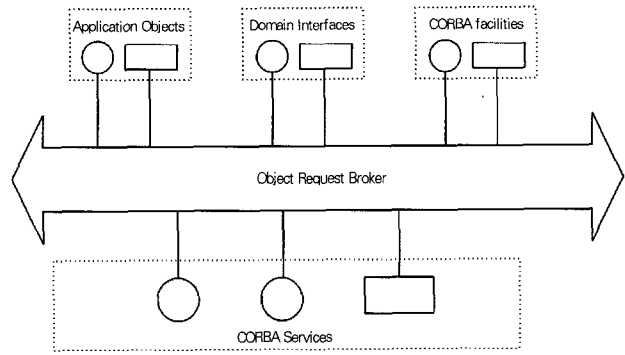 Application Objects
Domain Interfaces
CORBA facilities
Object Request Broker
CORBA Services